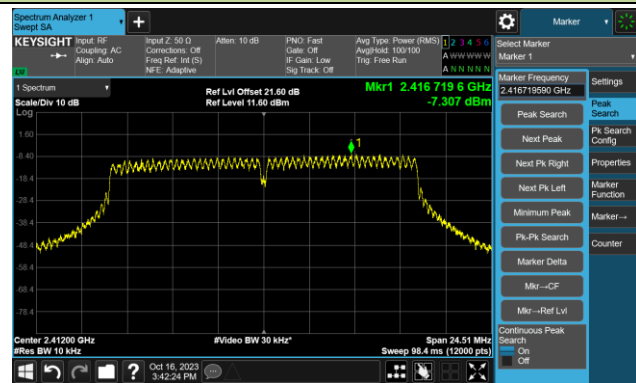 Spectrum Analyzer 1
Swept SA
Marker
KEYSIGHT
Input: RF
Coupling: AC
Align: Auto
Input Z: 50 Ω
Corrections: Off
Freq Ref: Int (S)
NFE: Adaptive
Atten: 10 dB
PNO: Fast
Gate: Off
IF Gain: Low
Sig Track: Off
Avg Type: Power (RMS)
Avg|Hold: 100/100
Trig: Free Run
1 2 3 4 5 6
A W W W W W
A N N N N N
LW
Select Marker
Marker 1
1 Spectrum
Scale/Div 10 dB
Log
Ref Lvl Offset 21.60 dB
Ref Level 11.60 dBm
Mkr1 2.416 719 6 GHz
-7.307 dBm
1.60
-8.40
-18.4
-28.4
-38.4
-48.4
-58.4
-68.4
-78.4
1
Center 2.41200 GHz
#Res BW 10 kHz
#Video BW 30 kHz*
Span 24.51 MHz
Sweep 98.4 ms (12000 pts)
Marker Frequency
2.416719590 GHz
Peak Search
Next Peak
Next Pk Right
Next Pk Left
Minimum Peak
Pk-Pk Search
Marker Delta
Mkr→CF
Mkr→Ref Lvl
Continuous Peak
Search
On
Off
Settings
Peak
Search
Pk Search
Config
Properties
Marker
Function
Marker→
Counter
Oct 16, 2023
3:42:24 PM